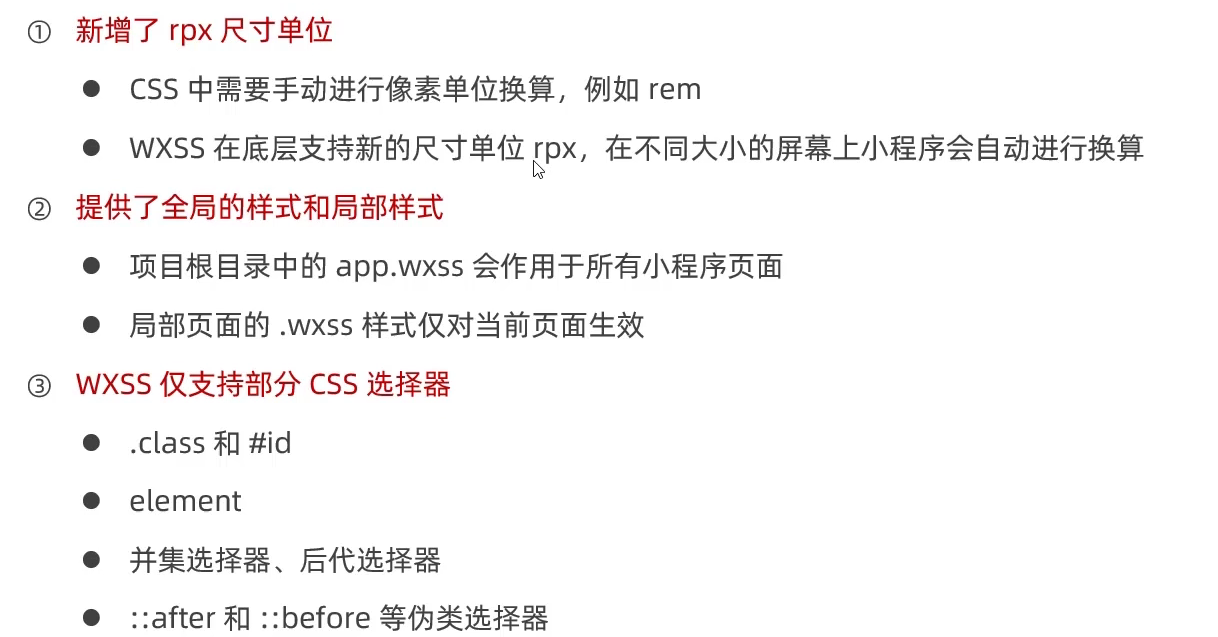 ① 新增了 rpx 尺寸单位
● CSS 中需要手动进行像素单位换算，例如 rem
● WXSS 在底层支持新的尺寸单位 rpx，在不同大小的屏幕上小程序会自动进行换算
② 提供了全局的样式和局部样式
● 项目根目录中的 app.wxss 会作用于所有小程序页面
● 局部页面的 .wxss 样式仅对当前页面生效
③ WXSS 仅支持部分 CSS 选择器
● .class 和 #id
● element
● 并集选择器、后代选择器
● ::after 和 ::before 等伪类选择器